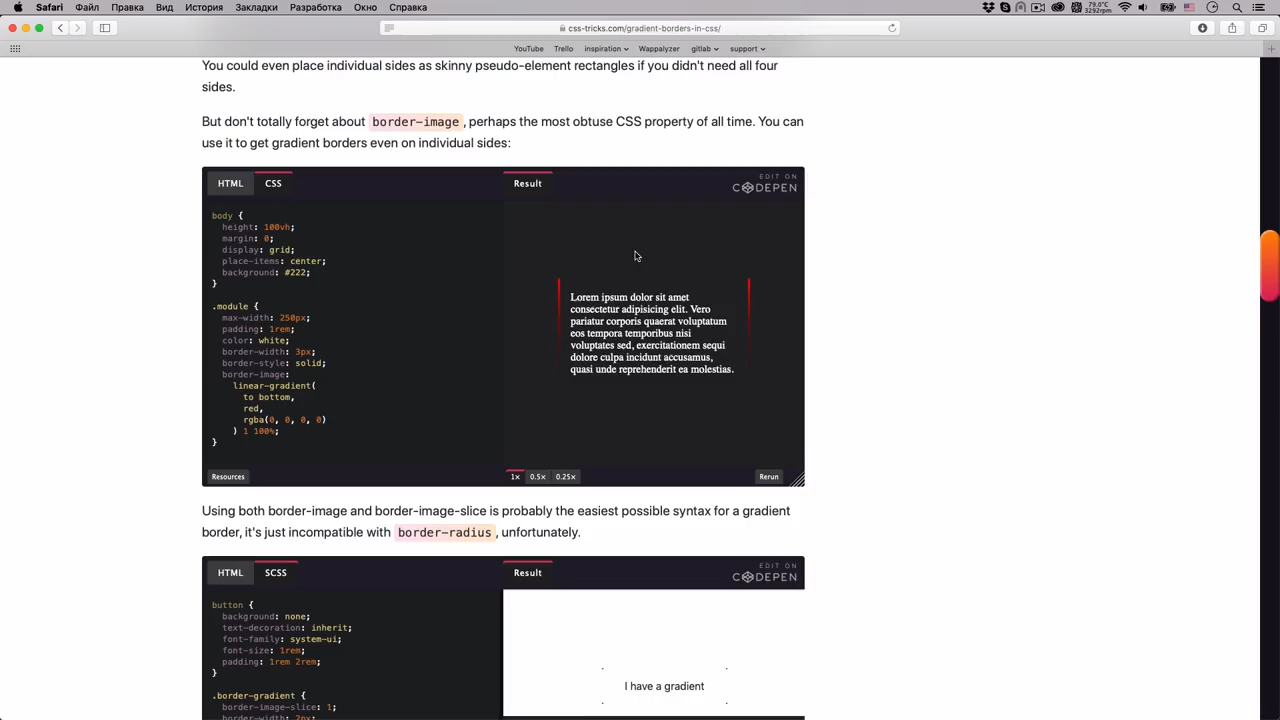 Safari Файл Правка Вид История Закладки Разработка Окно Справка
79.0°C
3292rpm
css-tricks.com/gradient-borders-in-css/
YouTube Trello inspiration Wappalyzer gitlab support
You could even place individual sides as skinny pseudo-element rectangles if you didn't need all four
sides.
But don't totally forget about border-image, perhaps the most obtuse CSS property of all time. You can
use it to get gradient borders even on individual sides:
HTML CSS Result
EDIT ON
CODEPEN
body {
height: 100vh;
margin: 0;
display: grid;
place-items: center;
background: #222;
}
.module {
max-width: 250px;
padding: 1rem;
color: white;
border-width: 3px;
border-style: solid;
border-image:
linear-gradient(
to bottom,
red,
rgba(0, 0, 0, 0)
) 1 100%;
}
Lorem ipsum dolor sit amet
consectetur adipisicing elit. Vero
pariatur corporis quaerat voluptatum
eos tempora temporibus nisi
voluptates sed, exercitationem sequi
dolore culpa incidunt accusamus,
quasi unde reprehenderit ea molestias.
Resources 1× 0.5× 0.25× Rerun
Using both border-image and border-image-slice is probably the easiest possible syntax for a gradient
border, it's just incompatible with border-radius, unfortunately.
HTML SCSS Result
EDIT ON
CODEPEN
button {
background: none;
text-decoration: inherit;
font-family: system-ui;
font-size: 1rem;
padding: 1rem 2rem;
}
.border-gradient {
border-image-slice: 1;
border-width: 2px;
I have a gradient